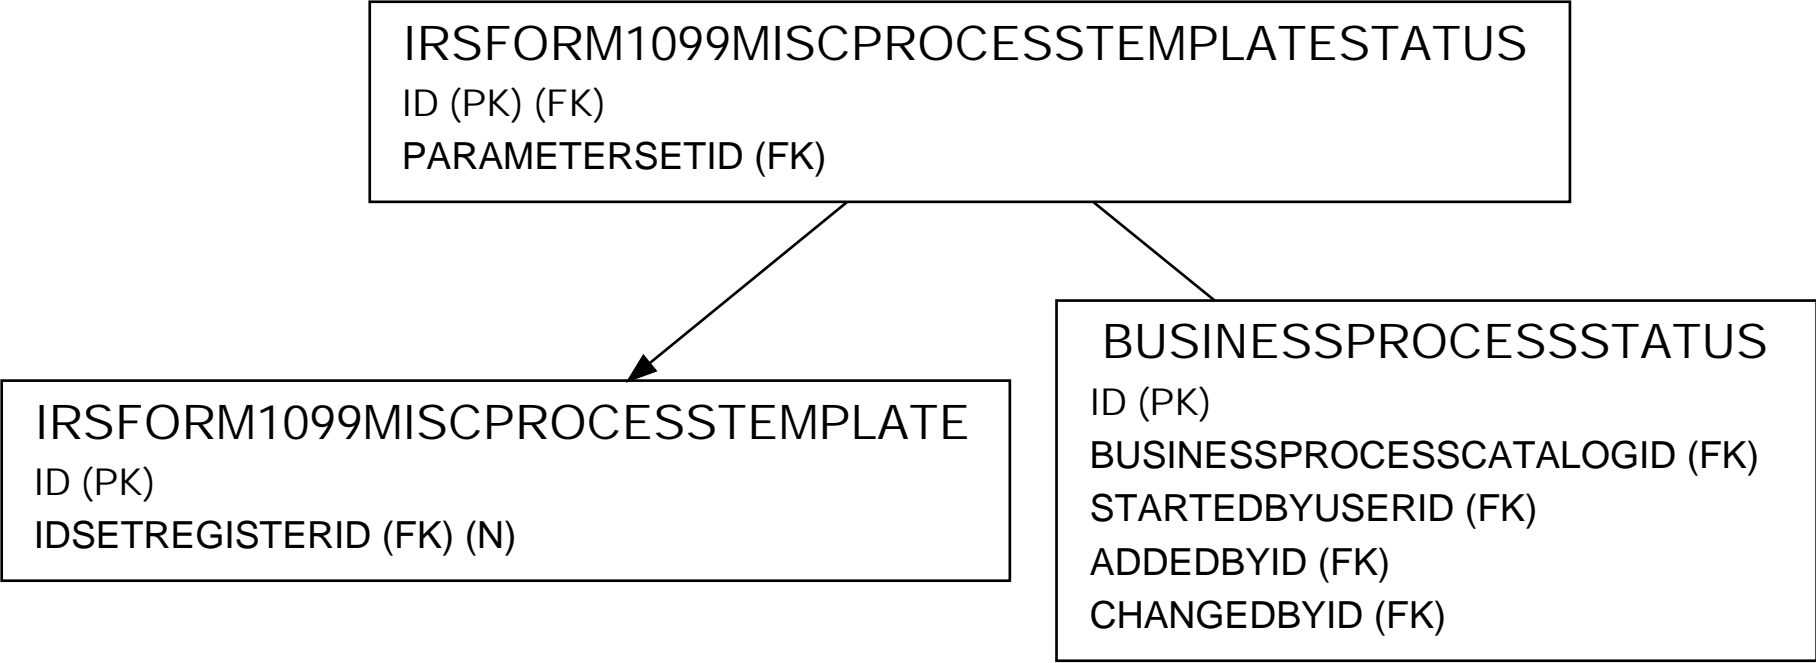 IRSFORM1099MISCPROCESSTEMPLATESTATUS
ID (PK) (FK)
PARAMETERSETID (FK)
IRSFORM1099MISCPROCESSTEMPLATE
ID (PK)
IDSETREGISTERID (FK) (N)
BUSINESSPROCESSSTATUS
ID (PK)
BUSINESSPROCESSCATALOGID (FK)
STARTEDBYUSERID (FK)
ADDEDBYID (FK)
CHANGEDBYID (FK)